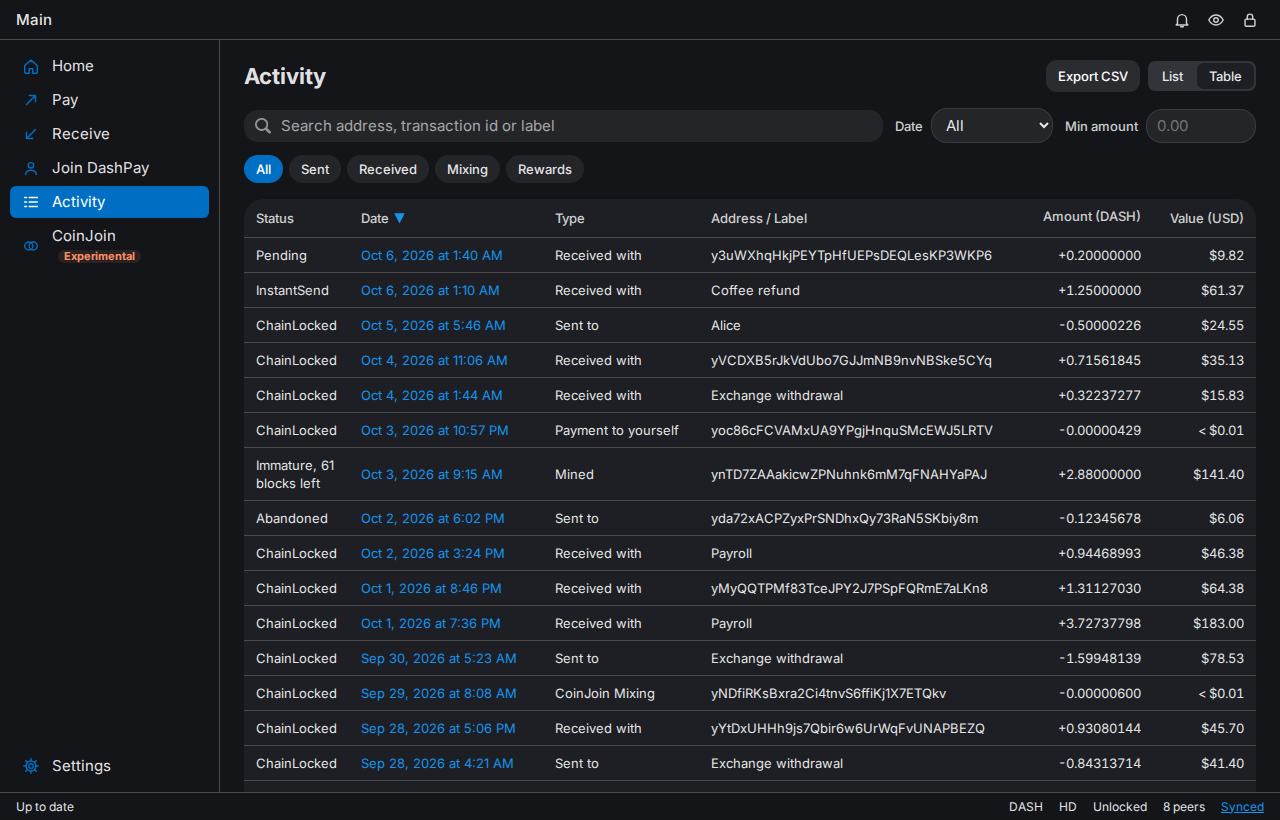 Main
Home
Pay
Receive
Join DashPay
Activity
CoinJoin
Experimental
Settings
Activity
Export CSV
List Table
Search address, transaction id or label
Date All Min amount 0.00
All Sent Received Mixing Rewards
Status Date ▼ Type Address / Label Amount (DASH) Value (USD)
Pending Oct 6, 2026 at 1:40 AM Received with y3uWXhqHkjPEYTpHfUEPsDEQLesKP3WKP6 +0.20000000 $9.82
InstantSend Oct 6, 2026 at 1:10 AM Received with Coffee refund +1.25000000 $61.37
ChainLocked Oct 5, 2026 at 5:46 AM Sent to Alice -0.50000226 $24.55
ChainLocked Oct 4, 2026 at 11:06 AM Received with yVCDXB5rJkVdUbo7GJJmNB9nvNBSke5CYq +0.71561845 $35.13
ChainLocked Oct 4, 2026 at 1:44 AM Received with Exchange withdrawal +0.32237277 $15.83
ChainLocked Oct 3, 2026 at 10:57 PM Payment to yourself yoc86cFCVAMxUA9YPgjHnquSMcEWJ5LRTV -0.00000429 < $0.01
Immature, 61
blocks left Oct 3, 2026 at 9:15 AM Mined ynTD7ZAAakicwZPNuhnk6mM7qFNAHYaPAJ +2.88000000 $141.40
Abandoned Oct 2, 2026 at 6:02 PM Sent to yda72xACPZyxPrSNDhxQy73RaN5SKbiy8m -0.12345678 $6.06
ChainLocked Oct 2, 2026 at 3:24 PM Received with Payroll +0.94468993 $46.38
ChainLocked Oct 1, 2026 at 8:46 PM Received with yMyQQTPMf83TceJPY2J7PSpFQRmE7aLKn8 +1.31127030 $64.38
ChainLocked Oct 1, 2026 at 7:36 PM Received with Payroll +3.72737798 $183.00
ChainLocked Sep 30, 2026 at 5:23 AM Sent to Exchange withdrawal -1.59948139 $78.53
ChainLocked Sep 29, 2026 at 8:08 AM CoinJoin Mixing yNDfiRKsBxra2Ci4tnvS6ffiKj1X7ETQkv -0.00000600 < $0.01
ChainLocked Sep 28, 2026 at 5:06 PM Received with yYtDxUHHh9js7Qbir6w6UrWqFvUNAPBEZQ +0.93080144 $45.70
ChainLocked Sep 28, 2026 at 4:21 AM Sent to Exchange withdrawal -0.84313714 $41.40
Up to date DASH HD Unlocked 8 peers Synced